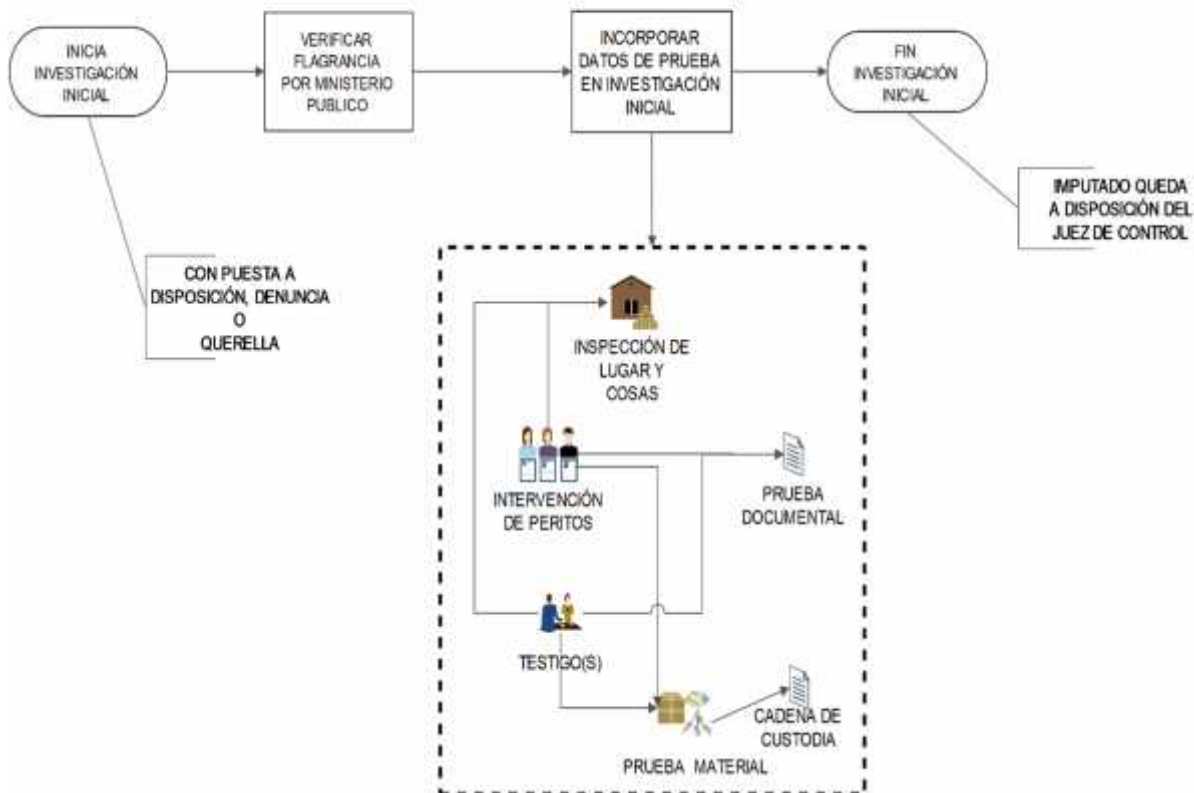 INICIA
INVESTIGACIÓN
INICIAL
VERIFICAR
FLAGRANCIA
POR MINISTERIO
PUBLICO
INCORPORAR
DATOS DE PRUEBA
EN INVESTIGACIÓN
INICIAL
FIN
INVESTIGACIÓN
INICIAL
CON PUESTA A
DISPOSICIÓN, DENUNCIA
O
QUERELLA
IMPUTADO QUEDA
A DISPOSICIÓN DEL
JUEZ DE CONTROL
INSPECCIÓN DE
LUGAR Y
COSAS
INTERVENCIÓN
DE PERITOS
PRUEBA
DOCUMENTAL
TESTIGO(S)
CADENA DE
CUSTODIA
PRUEBA MATERIAL